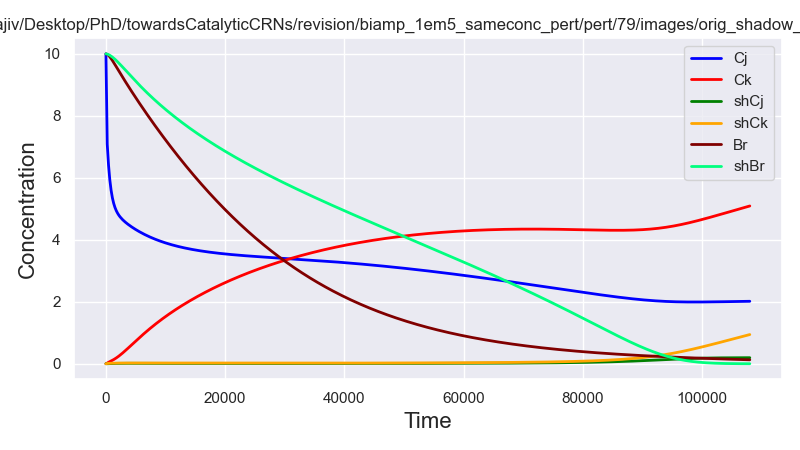 ajiv/Desktop/PhD/towardsCatalyticCRNs/revision/biamp_1em5_sameconc_pert/pert/79/images/orig_shadow_
Cj
Ck
shCj
shCk
Br
shBr
Concentration
10
8
6
4
2
0
0 20000 40000 60000 80000 100000
Time